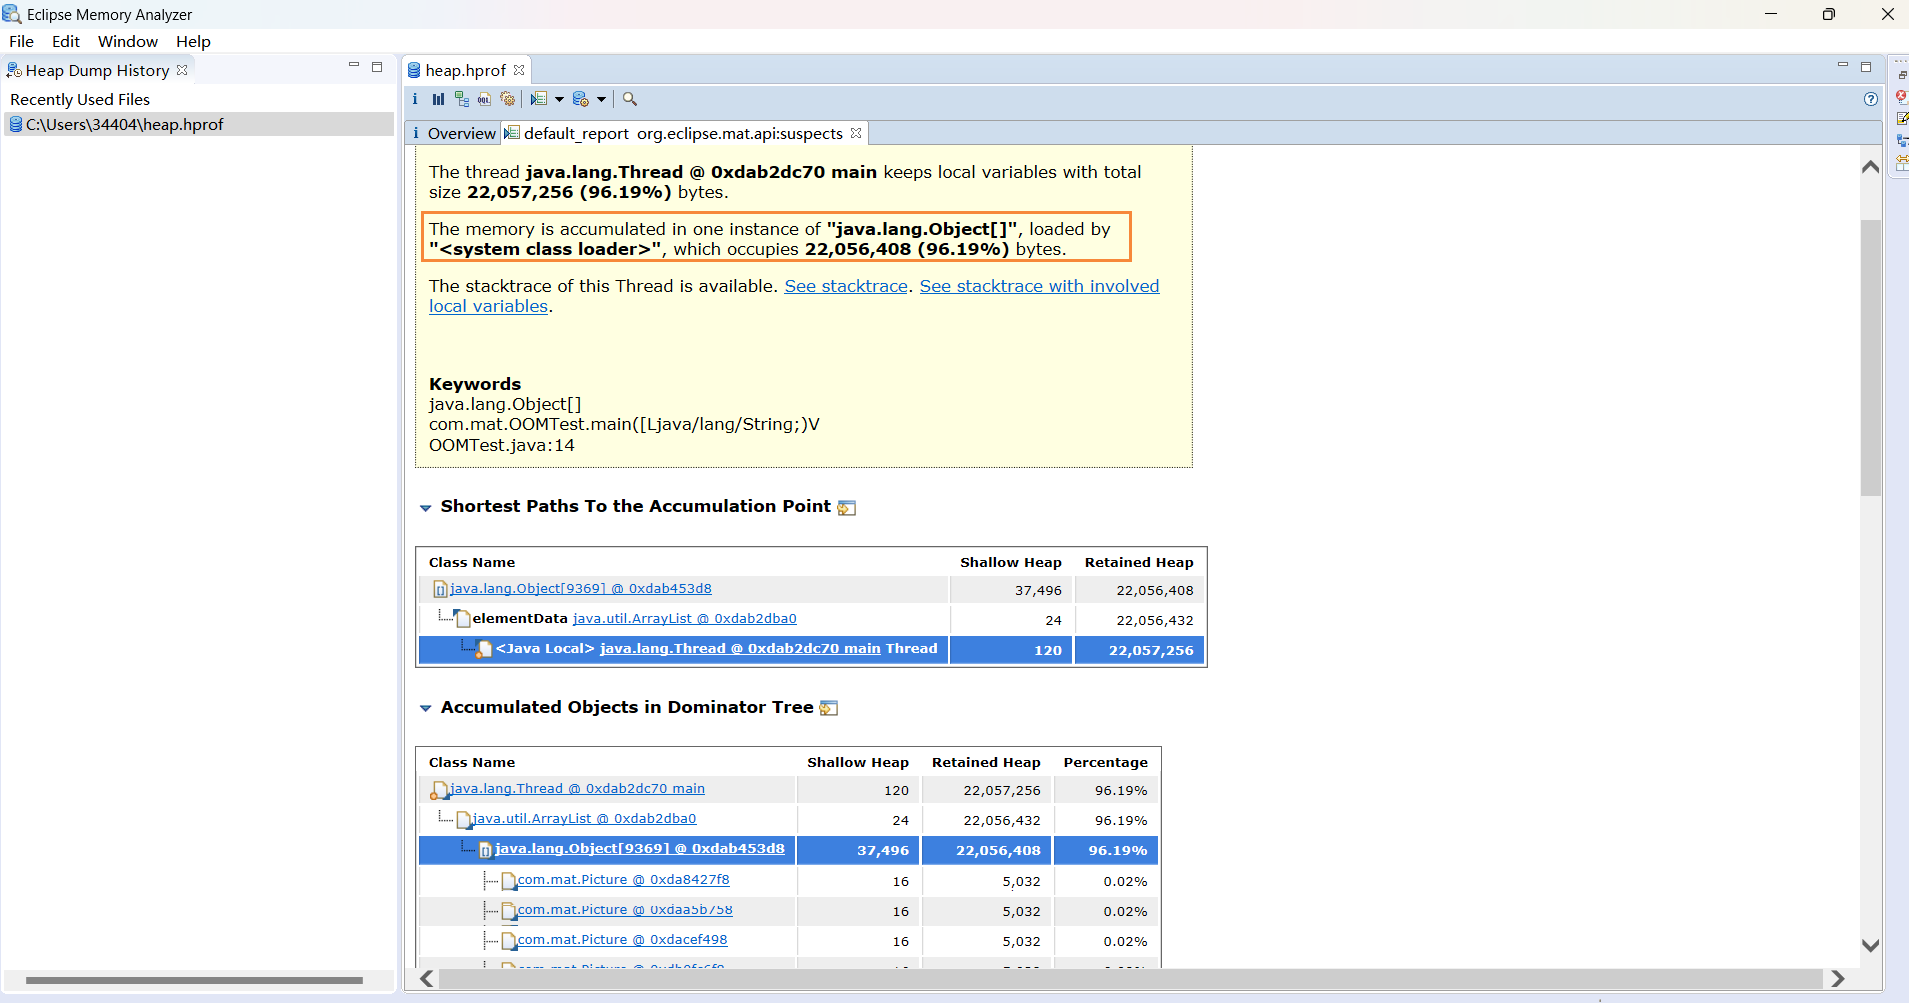 Eclipse Memory Analyzer
File Edit Window Help
Heap Dump History
Recently Used Files
C:\Users\34404\heap.hprof
heap.hprof
Overview
default_report org.eclipse.mat.api:suspects
The thread java.lang.Thread @ 0xdab2dc70 main keeps local variables with total
size 22,057,256 (96.19%) bytes.
The memory is accumulated in one instance of "java.lang.Object[]", loaded by
"<system class loader>", which occupies 22,056,408 (96.19%) bytes.
The stacktrace of this Thread is available. See stacktrace. See stacktrace with involved
local variables.
Keywords
java.lang.Object[]
com.mat.OOMTest.main([Ljava/lang/String;)V
OOMTest.java:14
Shortest Paths To the Accumulation Point
Class Name Shallow Heap Retained Heap
java.lang.Object[9369] @ 0xdab453d8 37,496 22,056,408
elementData java.util.ArrayList @ 0xdab2dba0 24 22,056,432
<Java Local> java.lang.Thread @ 0xdab2dc70 main Thread 120 22,057,256
Accumulated Objects in Dominator Tree
Class Name Shallow Heap Retained Heap Percentage
java.lang.Thread @ 0xdab2dc70 main 120 22,057,256 96.19%
java.util.ArrayList @ 0xdab2dba0 24 22,056,432 96.19%
java.lang.Object[9369] @ 0xdab453d8 37,496 22,056,408 96.19%
com.mat.Picture @ 0xda8427f8 16 5,032 0.02%
com.mat.Picture @ 0xdaa5b758 16 5,032 0.02%
com.mat.Picture @ 0xdacef498 16 5,032 0.02%